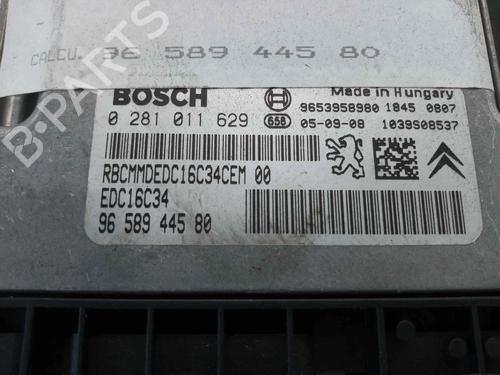 CALCU. 96 589 445 80
BOSCH
Made in Hungary
9653958980 1845 0807
0 281 011 629 656 05-09-08 1039S08537
RBCMMDEDC16C34CEM 00
EDC16C34
96 589 445 80
B-PARTS